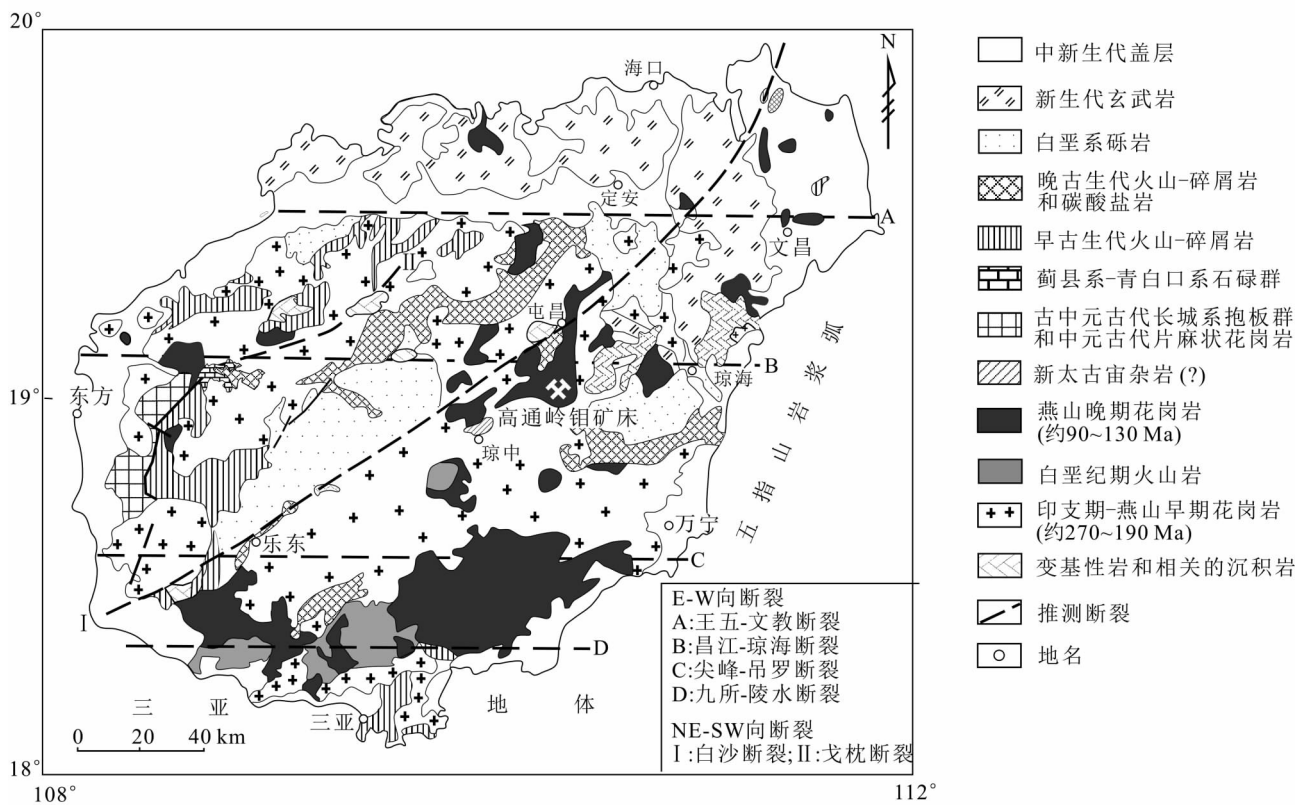 20°
19°
18°
108°
112°
N
海口
定安
A
文昌
II
屯昌
B
琼海
东方
高通岭钼矿床
琼中
五指山岩浆弧
万宁
乐东
C
I
D
三亚地体
三亚
0 20 40 km
E-W向断裂
A:王五-文教断裂
B:昌江-琼海断裂
C:尖峰-吊罗断裂
D:九所-陵水断裂
NE-SW向断裂
I:白沙断裂;II:戈枕断裂
中新生代盖层
新生代玄武岩
白垩系砾岩
晚古生代火山-碎屑岩
和碳酸盐岩
早古生代火山-碎屑岩
蓟县系-青白口系石碌群
古中元古代长城系抱板群
和中元古代片麻状花岗岩
新太古宙杂岩(?)
燕山晚期花岗岩
(约90~130 Ma)
白垩纪期火山岩
印支期-燕山早期花岗岩
(约270~190 Ma)
变基性岩和相关的沉积岩
推测断裂
地名